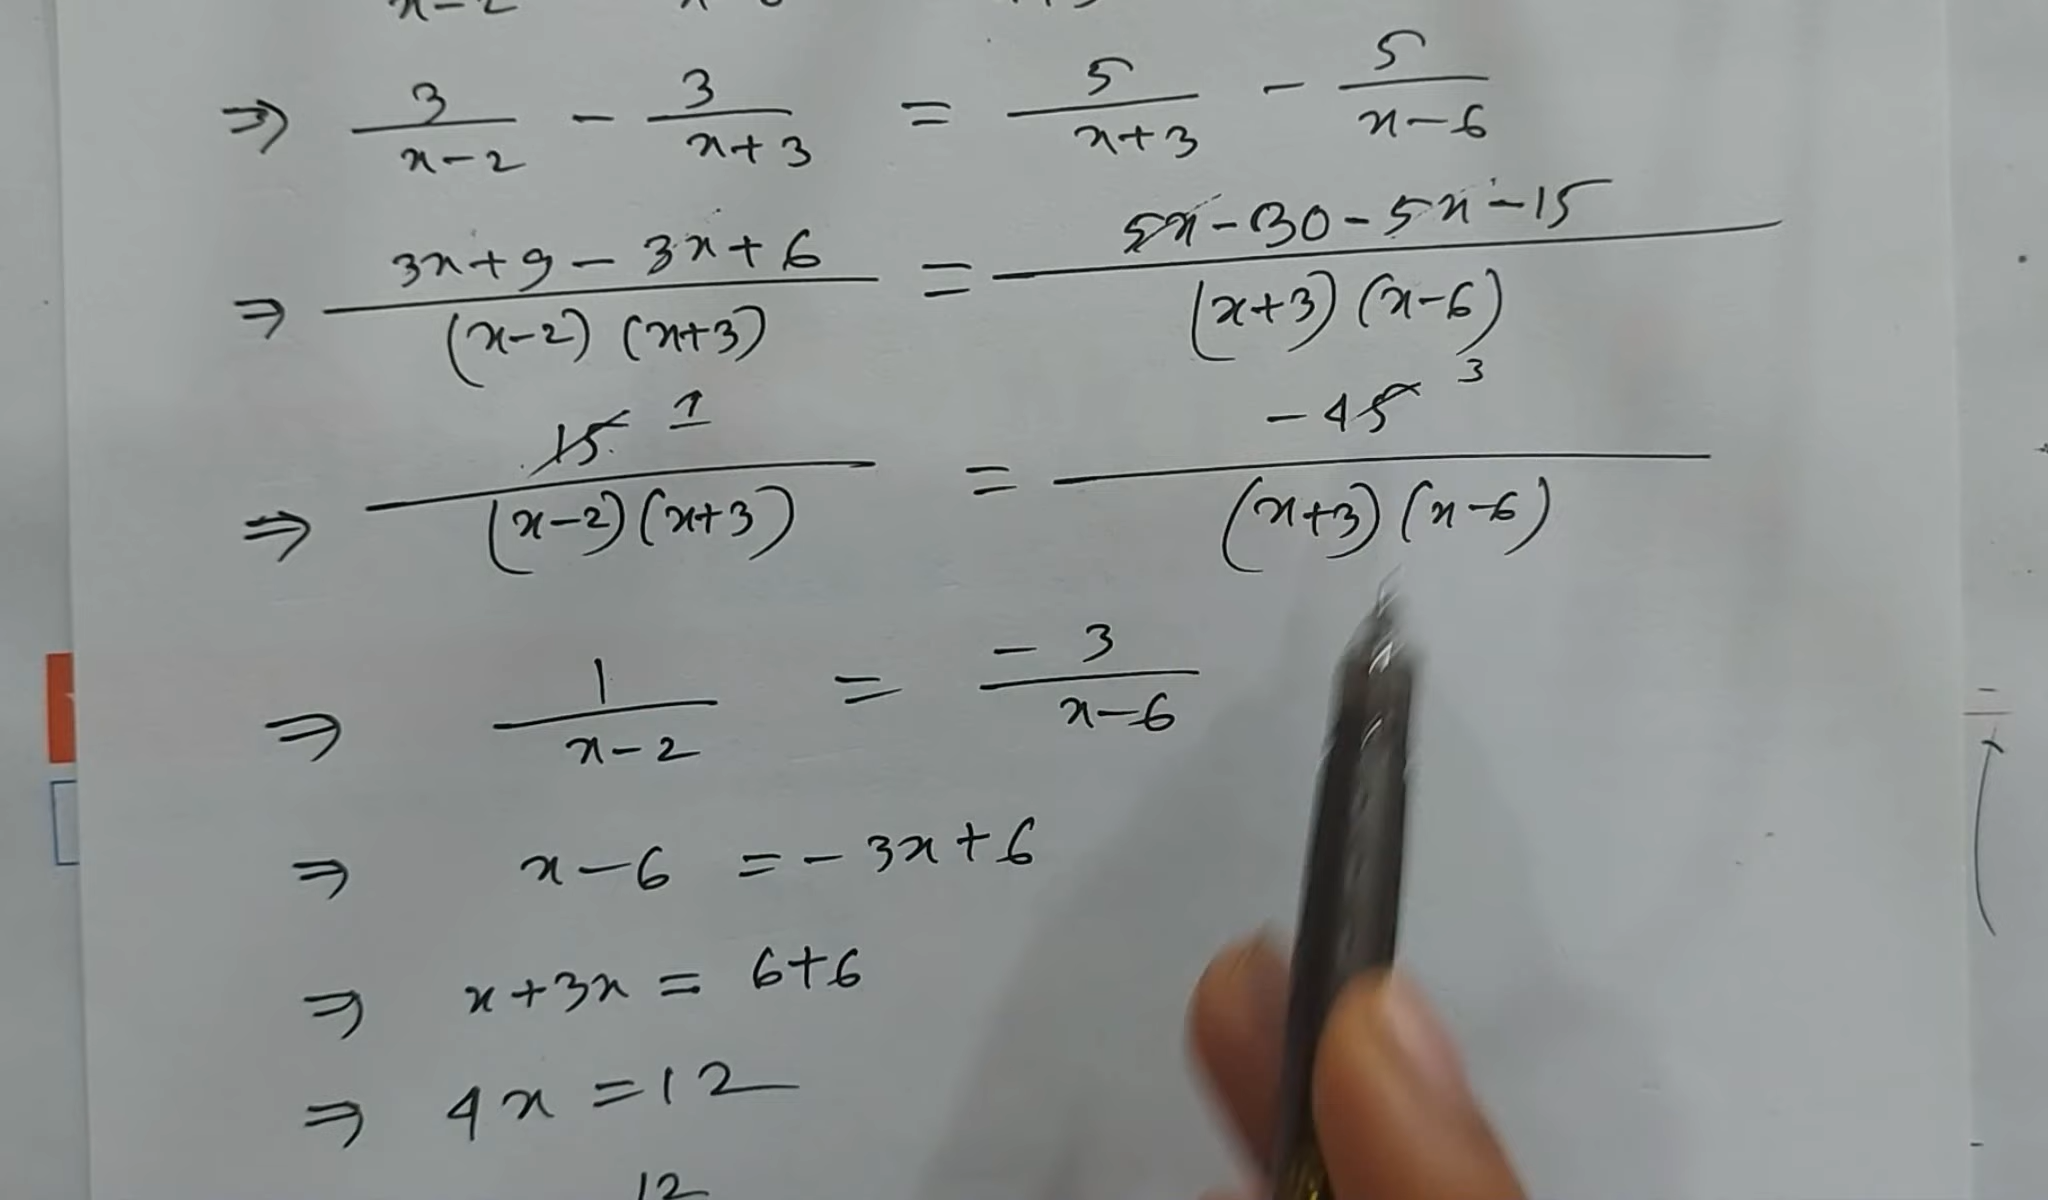 ⇒ 3/(x-2) - 3/(x+3) = 5/(x+3) - 5/(x-6)
⇒ (3x+9-3x+6)/((x-2)(x+3)) = (5x-30-5x-15)/((x+3)(x-6))
⇒ 15 1/((x-2)(x+3)) = -45 3/((x+3)(x-6))
⇒ 1/(x-2) = -3/(x-6)
⇒ x-6 = -3x+6
⇒ x+3x = 6+6
⇒ 4x = 12
12